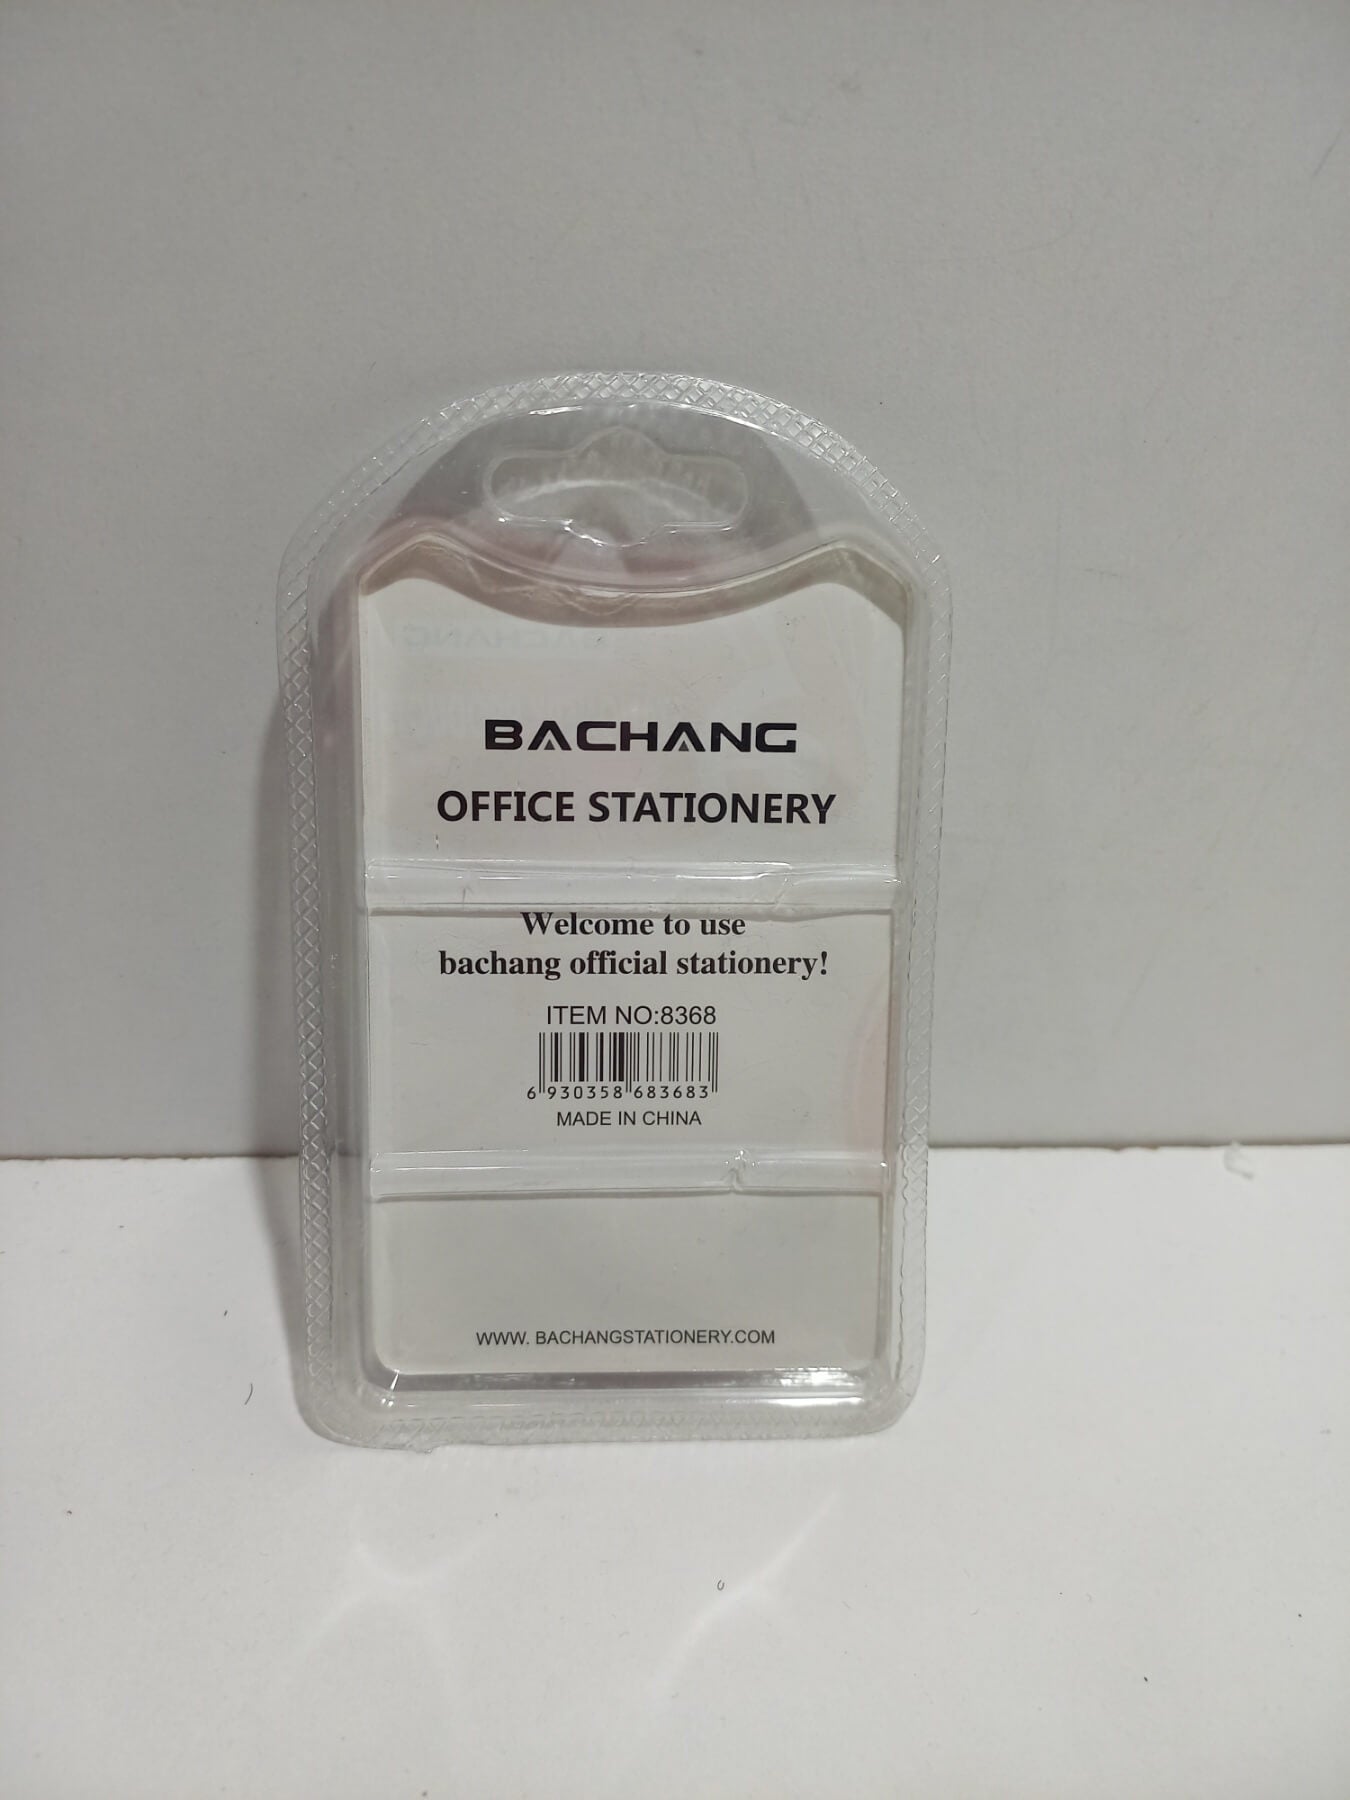 BACHANG
OFFICE STATIONERY
Welcome to use
bachang official stationery!
ITEM NO:8368
6 930358 683683
MADE IN CHINA
WWW. BACHANGSTATIONERY.COM